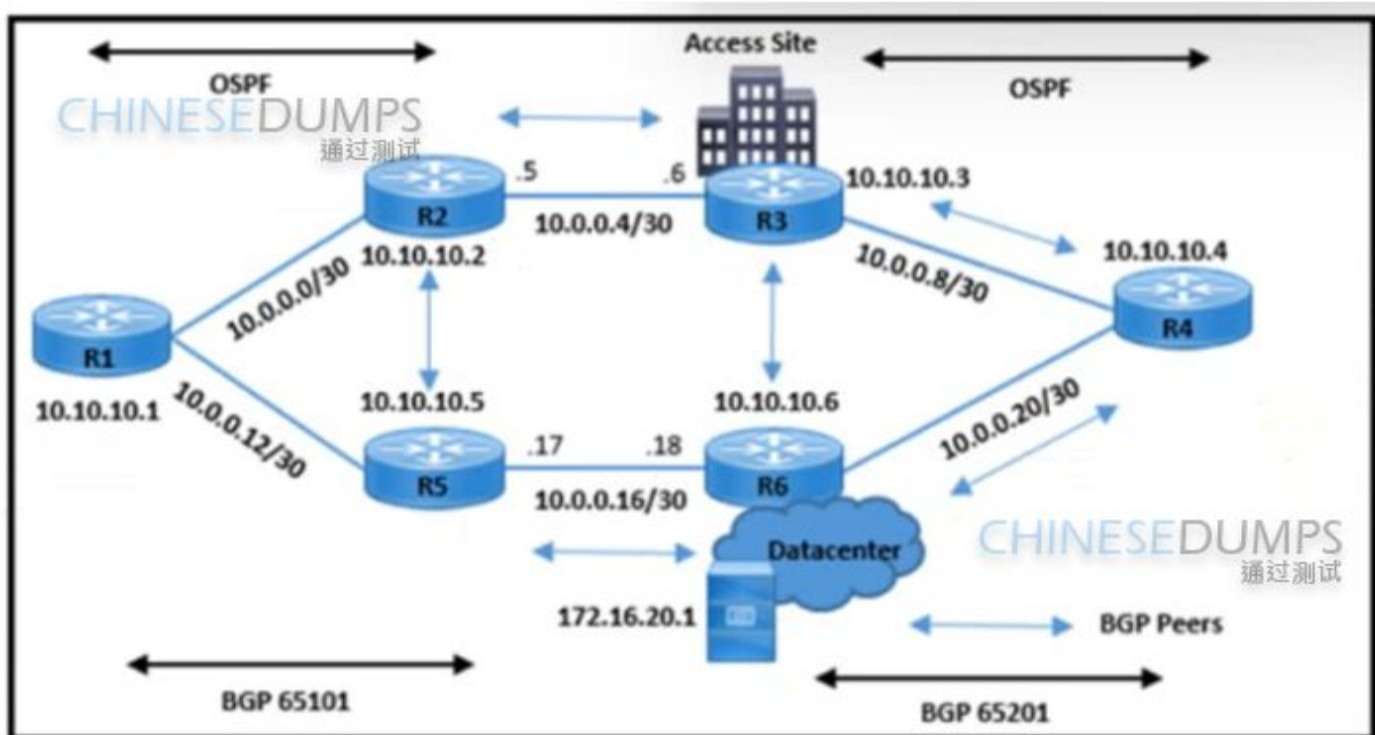 Access Site
OSPF
OSPF
CHINESEDUMPS
通过测试
.5
.6
10.10.10.3
R2
10.0.0.4/30
R3
10.10.10.2
10.0.0.8/30
10.10.10.4
10.0.0.0/30
R4
R1
10.10.10.1
10.0.0.12/30
10.10.10.5
10.10.10.6
.17
.18
10.0.0.20/30
R5
10.0.0.16/30
R6
Datacenter
CHINESEDUMPS
通过测试
172.16.20.1
BGP Peers
BGP 65101
BGP 65201